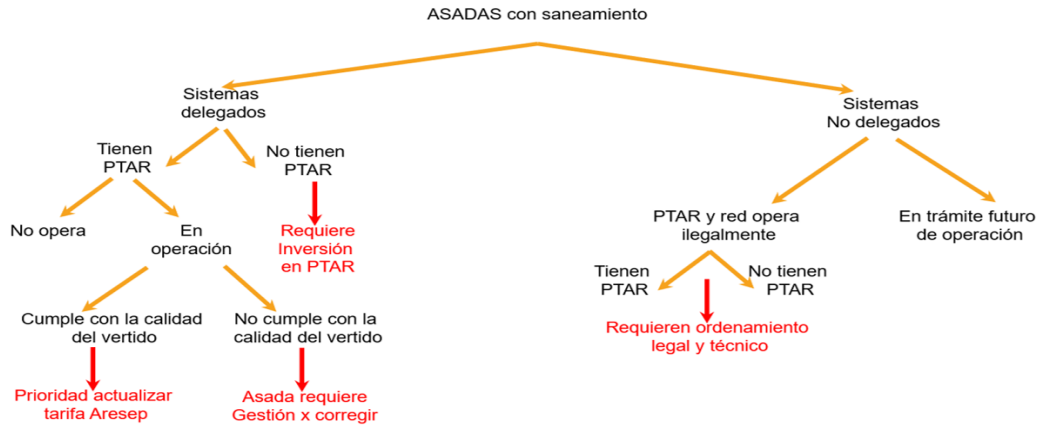 ASADAS con saneamiento
Sistemas
delegados
Sistemas
No delegados
Tienen
PTAR
No tienen
PTAR
No opera
En
operación
Requiere
Inversión
en PTAR
PTAR y red opera
ilegalmente
En trámite futuro
de operación
Tienen
PTAR
No tienen
PTAR
Cumple con la calidad
del vertido
No cumple con la
calidad del vertido
Requieren ordenamiento
legal y técnico
Prioridad actualizar
tarifa Aresep
Asada requiere
Gestión x corregir